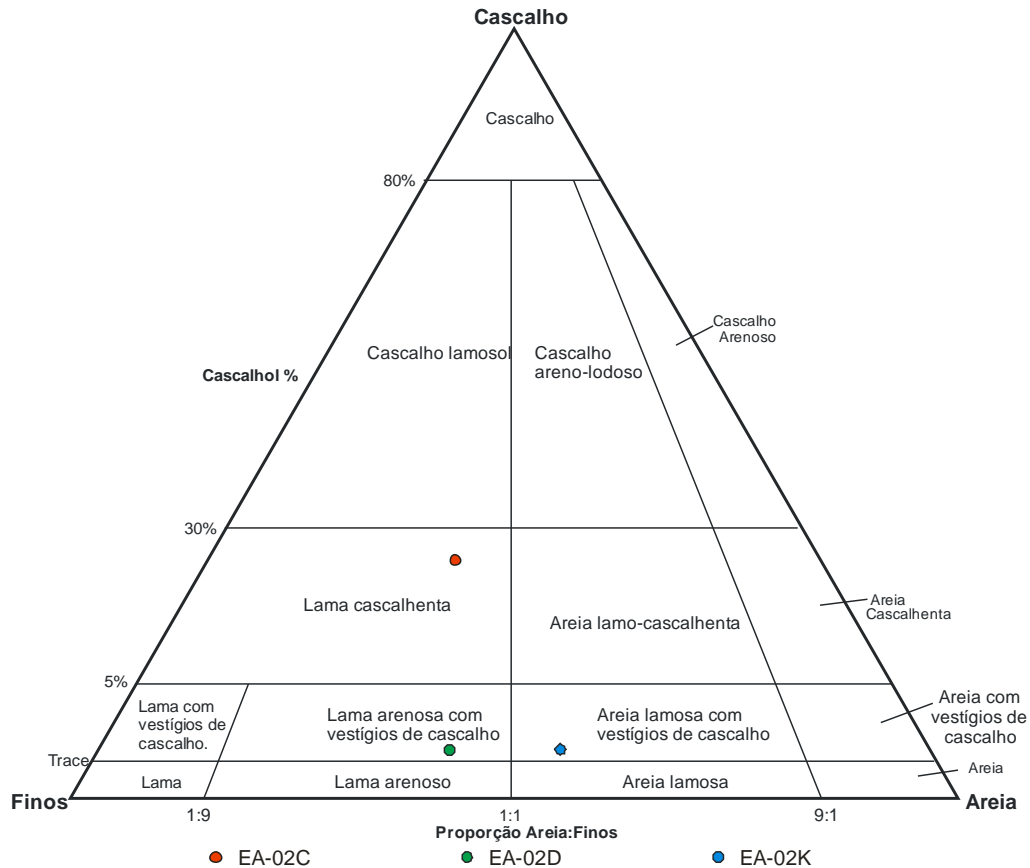 Cascalho
Cascalho
80%
Cascalho
Arenoso
Cascalho lamosol
Cascalho
areno-lodoso
Cascalhol %
30%
Lama cascalhenta
Areia lamo-cascalhenta
Areia
Cascalhenta
5%
Lama com
vestígios de
cascalho.
Lama arenosa com
vestígios de cascalho
Areia lamosa com
vestígios de cascalho
Areia com
vestígios de
cascalho
Trace
Lama
Lama arenoso
Areia lamosa
Areia
Finos
Areia
1:9
1:1
9:1
Proporção Areia:Finos
EA-02C
EA-02D
EA-02K